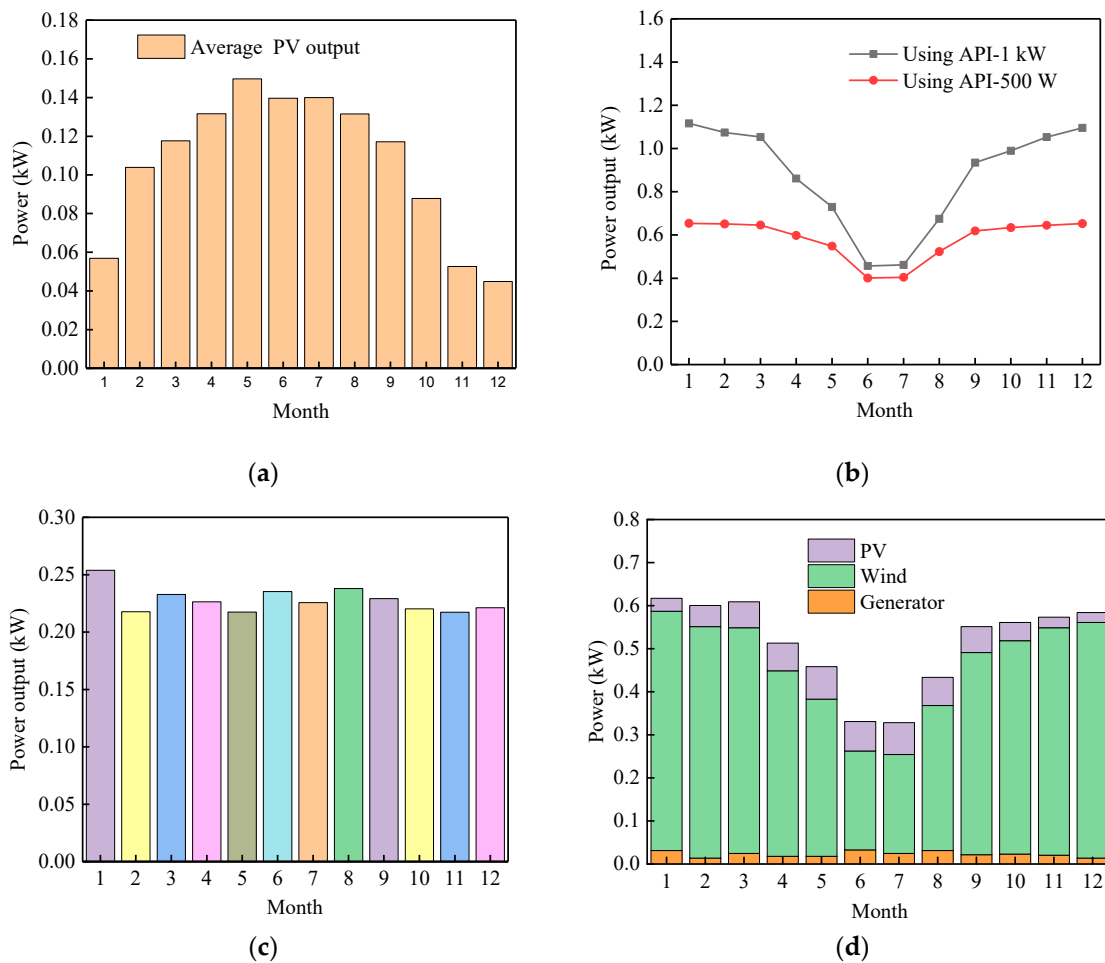 0.18
0.16
0.14
0.12
0.10
0.08
0.06
0.04
0.02
0.00
Power (kW)
Average PV output
1 2 3 4 5 6 7 8 9 10 11 12
Month
(a)
1.6
1.4
1.2
1.0
0.8
0.6
0.4
0.2
0.0
Power output (kW)
Using API-1 kW
Using API-500 W
1 2 3 4 5 6 7 8 9 10 11 12
Month
(b)
0.30
0.25
0.20
0.15
0.10
0.05
0.00
Power output (kW)
1 2 3 4 5 6 7 8 9 10 11 12
Month
(c)
0.8
0.7
0.6
0.5
0.4
0.3
0.2
0.1
0.0
Power (kW)
PV
Wind
Generator
1 2 3 4 5 6 7 8 9 10 11 12
Month
(d)